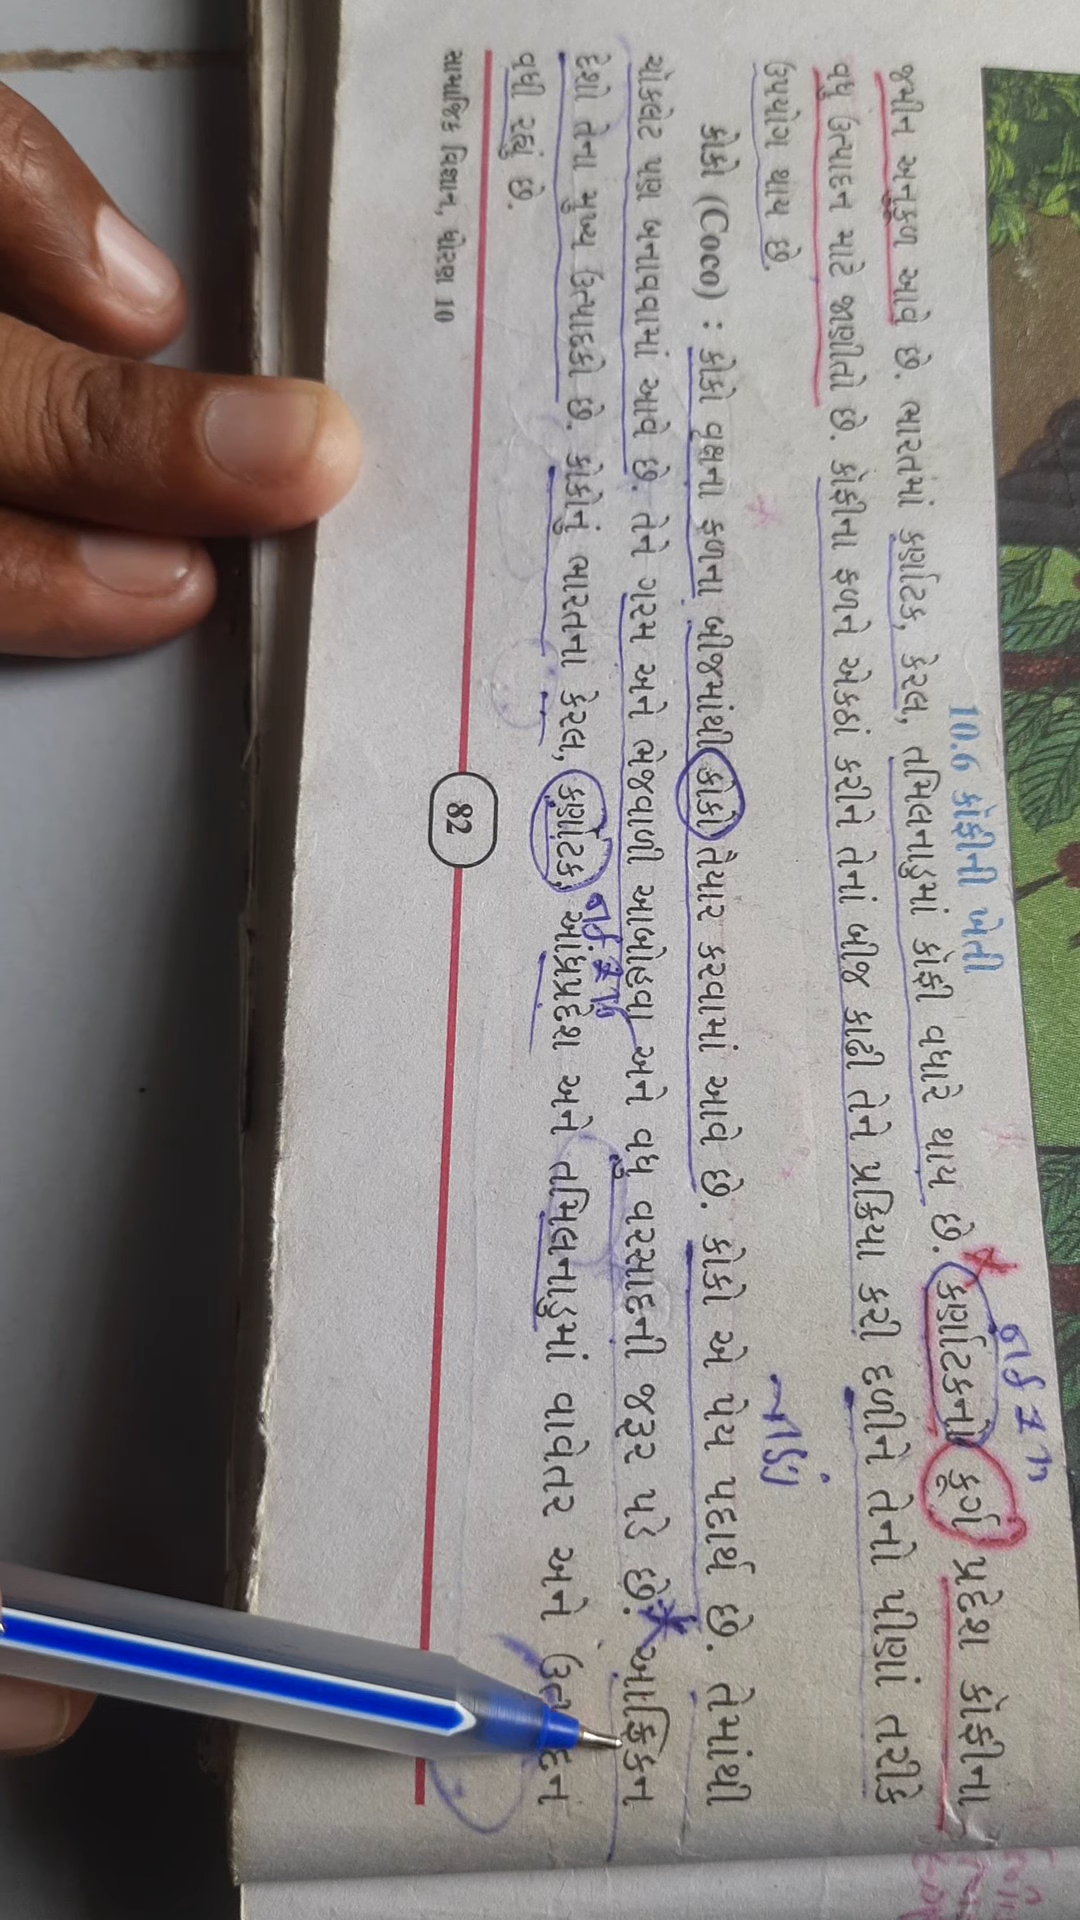 10.6 કોફીની ખેતી
જમીન અનુકૂળ આવે છે. ભારતમાં કર્ણાટક, કેરલ, તમિલનાડુમાં કોફી વધારે થાય છે. કર્ણાટકનો કૂર્ગ પ્રદેશ કોફીના
વધુ ઉત્પાદન માટે જાણીતો છે. કોફીના ફળને એકઠાં કરીને તેનાં બીજ કાઢી તેને પ્રક્રિયા કરી દળીને તેનો પીણાં તરીકે
ઉપયોગ થાય છે.
કોકો (Coco) : કોકો વૃક્ષના ફળના બીજમાંથી કોકો તૈયાર કરવામાં આવે છે. કોકો એ પેય પદાર્થ છે. તેમાંથી
ચોકલેટ પણ બનાવવામાં આવે છે. તેને ગરમ અને ભેજવાળી આબોહવા અને વધુ વરસાદની જરૂર પડે છે. આફ્રિકન
દેશો તેના મુખ્ય ઉત્પાદકો છે. કોકોનું ભારતના કેરલ, કર્ણાટક, આંધ્રપ્રદેશ અને તમિલનાડુમાં વાવેતર અને ઉત્પાદન
વધી રહ્યું છે.
82
સામાજિક વિજ્ઞાન, ધોરણ 10